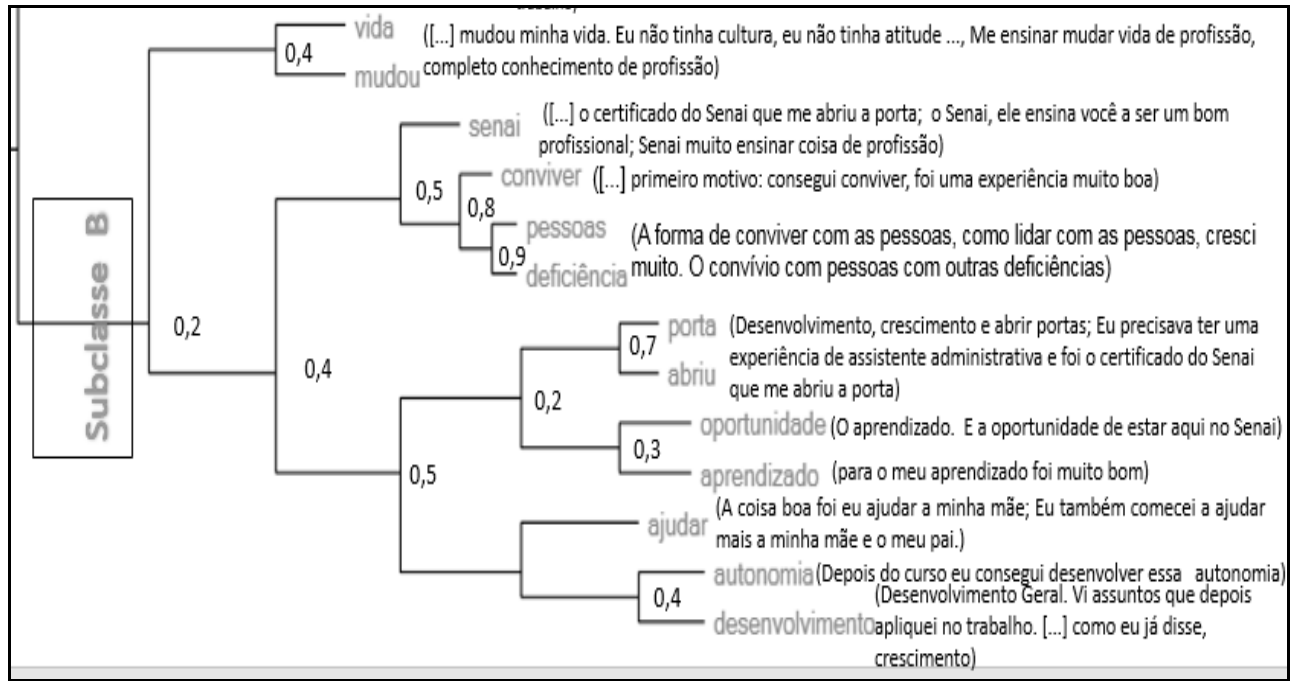 vida
([...] mudou minha vida. Eu não tinha cultura, eu não tinha atitude ..., Me ensinar mudar vida de profissão,
0,4
mudou
completo conhecimento de profissão)
senai
([...] o certificado do Senai que me abriu a porta; o Senai, ele ensina você a ser um bom
profissional; Senai muito ensinar coisa de profissão)
0,5
conviver
([...] primeiro motivo: consegui conviver, foi uma experiência muito boa)
0,8
pessoas
(A forma de conviver com as pessoas, como lidar com as pessoas, cresci
0,9
deficiência
muito. O convívio com pessoas com outras deficiências)
Subclasse B
0,2
0,4
porta
(Desenvolvimento, crescimento e abrir portas; Eu precisava ter uma
0,7
experiência de assistente administrativa e foi o certificado do Senai
abriu
que me abriu a porta)
0,2
oportunidade
(O aprendizado. E a oportunidade de estar aqui no Senai)
0,3
0,5
aprendizado
(para o meu aprendizado foi muito bom)
ajudar
(A coisa boa foi eu ajudar a minha mãe; Eu também comecei a ajudar
mais a minha mãe e o meu pai.)
autonomia
(Depois do curso eu consegui desenvolver essa autonomia)
0,4
desenvolvimento
(Desenvolvimento Geral. Vi assuntos que depois
apliquei no trabalho. [...] como eu já disse,
crescimento)